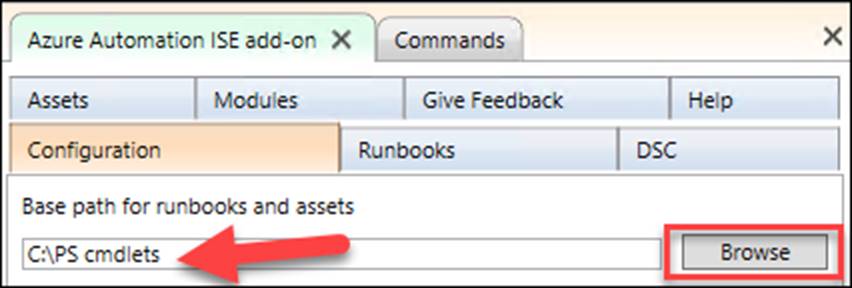 Azure Automation ISE add-on Commands
Assets Modules Give Feedback Help
Configuration Runbooks DSC
Base path for runbooks and assets
C:\PS cmdlets Browse